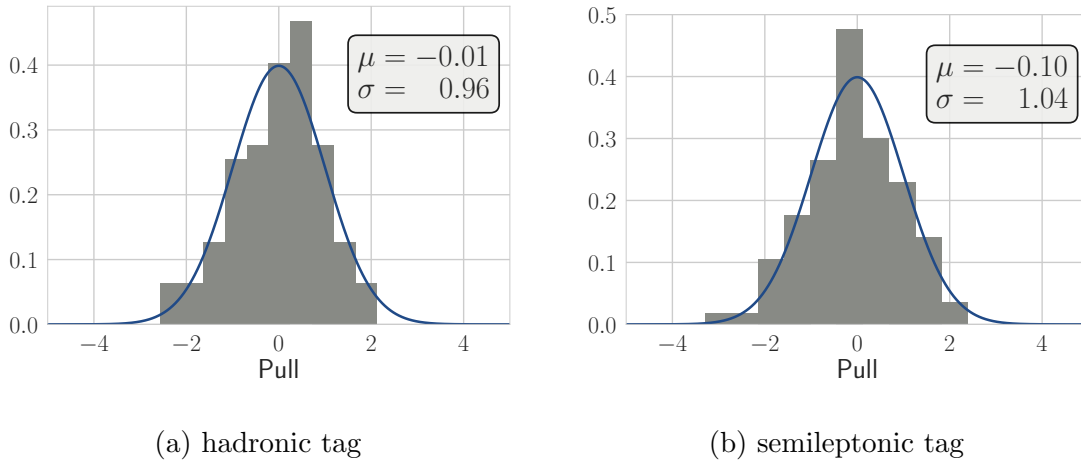 μ = −0.01
σ = 0.96
0.4
0.3
0.2
0.1
0.0
−4 −2 0 2 4
Pull
(a) hadronic tag
μ = −0.10
σ = 1.04
0.5
0.4
0.3
0.2
0.1
0.0
−4 −2 0 2 4
Pull
(b) semileptonic tag